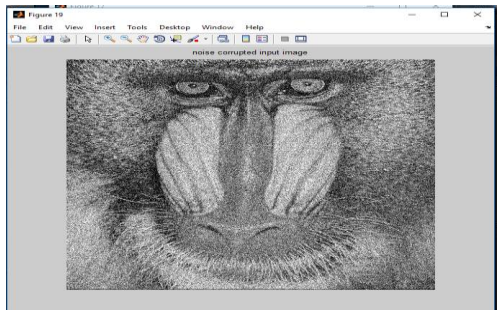 Figure 19
File Edit View Insert Tools Desktop Window Help
noise corrupted input image